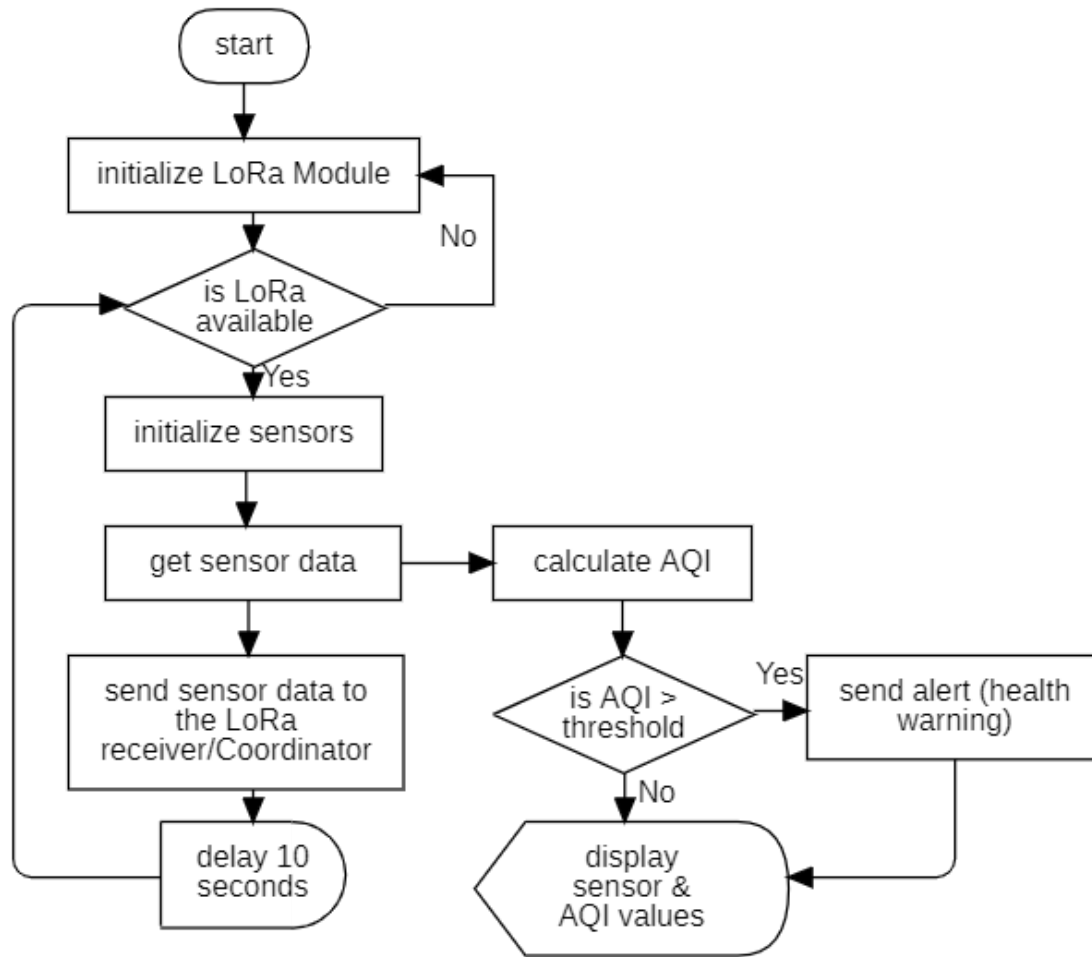 start
initialize LoRa Module
No
is LoRa
available
Yes
initialize sensors
get sensor data
calculate AQI
send sensor data to
the LoRa
receiver/Coordinator
is AQI >
threshold
Yes
send alert (health
warning)
No
delay 10
seconds
display
sensor &
AQI values